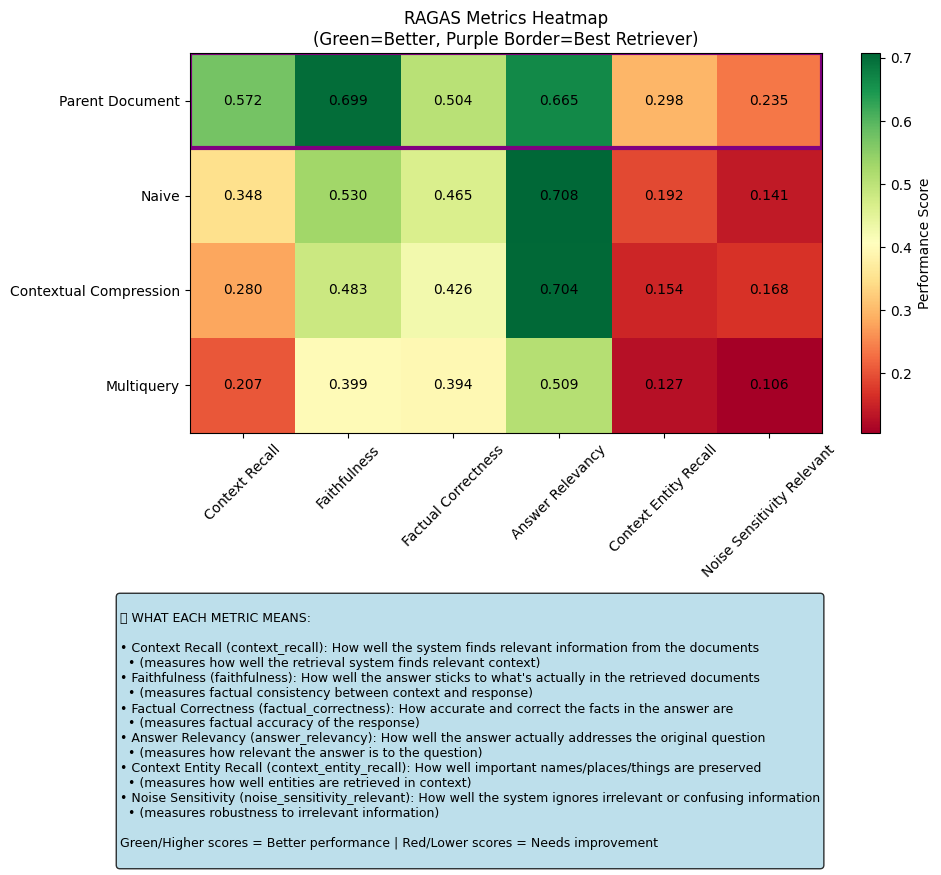 RAGAS Metrics Heatmap
(Green=Better, Purple Border=Best Retriever)
Parent Document 0.572 0.699 0.504 0.665 0.298 0.235
Naive 0.348 0.530 0.465 0.708 0.192 0.141
Contextual Compression 0.280 0.483 0.426 0.704 0.154 0.168
Multiquery 0.207 0.399 0.394 0.509 0.127 0.106
Context Recall
Faithfulness
Factual Correctness
Answer Relevancy
Context Entity Recall
Noise Sensitivity Relevant
0.7
0.6
0.5
0.4
0.3
0.2
Performance Score
▯ WHAT EACH METRIC MEANS:
• Context Recall (context_recall): How well the system finds relevant information from the documents
• (measures how well the retrieval system finds relevant context)
• Faithfulness (faithfulness): How well the answer sticks to what's actually in the retrieved documents
• (measures factual consistency between context and response)
• Factual Correctness (factual_correctness): How accurate and correct the facts in the answer are
• (measures factual accuracy of the response)
• Answer Relevancy (answer_relevancy): How well the answer actually addresses the original question
• (measures how relevant the answer is to the question)
• Context Entity Recall (context_entity_recall): How well important names/places/things are preserved
• (measures how well entities are retrieved in context)
• Noise Sensitivity (noise_sensitivity_relevant): How well the system ignores irrelevant or confusing information
• (measures robustness to irrelevant information)
Green/Higher scores = Better performance | Red/Lower scores = Needs improvement